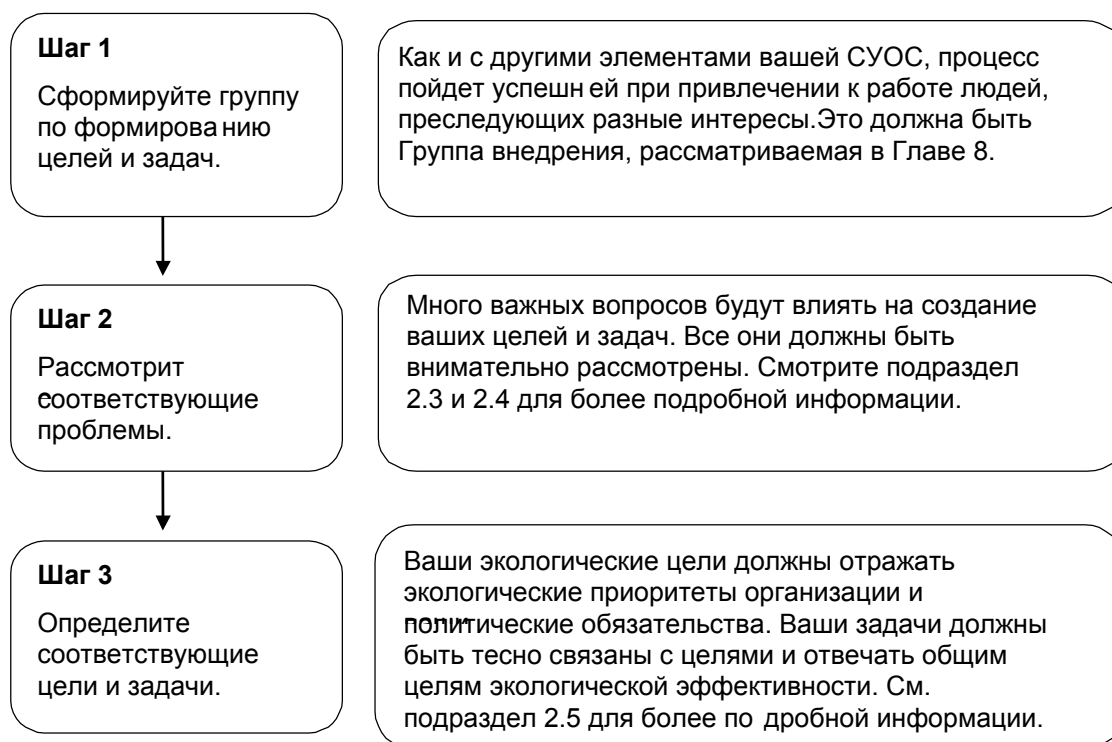 Шаг 1
Сформируйте группу
по формирова нию
целей и задач.
Как и с другими элементами вашей СУОС, процесс
пойдет успешн ей при привлечении к работе людей,
преследующих разные интересы.Это должна быть
Группа внедрения, рассматриваемая в Главе 8.
Шаг 2
Рассмотрит
соответствующие
проблемы.
Много важных вопросов будут влиять на создание
ваших целей и задач. Все они должны быть
внимательно рассмотрены. Смотрите подраздел
2.3 и 2.4 для более подробной информации.
Шаг 3
Определите
соответствующие
цели и задачи.
Ваши экологические цели должны отражать
экологические приоритеты организации и
политические обязательства. Ваши задачи должны
быть тесно связаны с целями и отвечать общим
целям экологической эффективности. См.
подраздел 2.5 для более по дробной информации.